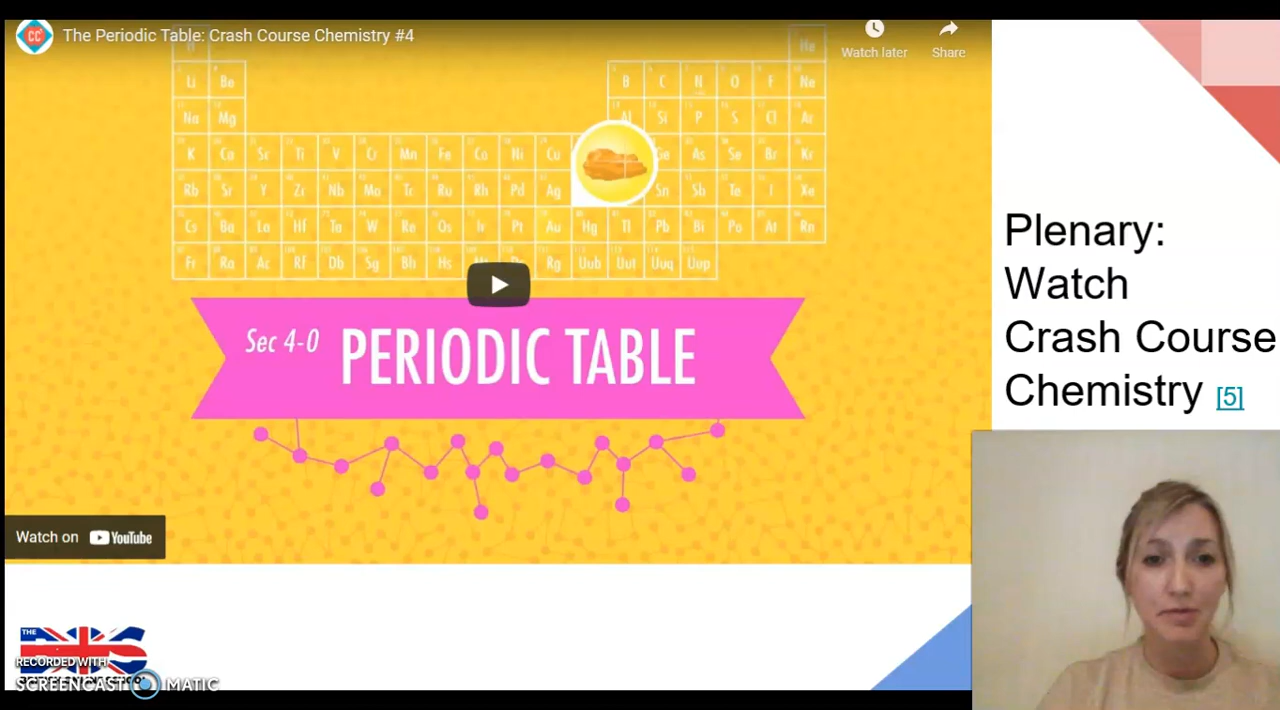 The Periodic Table: Crash Course Chemistry #4
Watch later
Share
He
Li Be B C N O F Ne
Na Mg Al Si P S Cl Ar
K Ca Sc Ti V Cr Mn Fe Co Ni Cu Ge As Se Br Kr
Rb Sr Y Zr Nb Mo Tc Ru Rh Pd Ag Sn Sb Te I Xe
Cs Ba La Hf Ta W Re Os Ir Pt Au Hg Tl Pb Bi Po At Rn
Fr Ra Ac RF Db Sg Bh Hs Rg Uub Uut Uuq Uup
Sec 4-0 PERIODIC TABLE
Watch on YouTube
Plenary:
Watch
Crash Course
Chemistry [5]
THE
RECORDED WITH
SCREENCAST MATIC